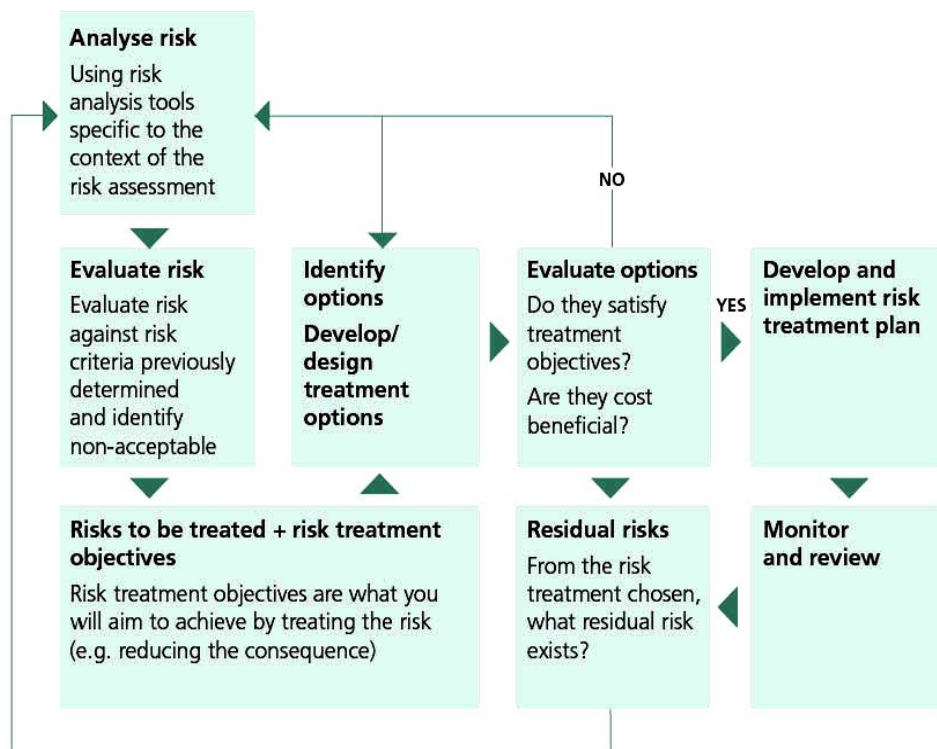 Analyse risk
Using risk
analysis tools
specific to the
context of the
risk assessment
NO
Evaluate risk
Evaluate risk
against risk
criteria previously
determined
and identify
non-acceptable
Identify
options
Develop/
design
treatment
options
Evaluate options
Do they satisfy
treatment
objectives?
Are they cost
beneficial?
YES
Develop and
implement risk
treatment plan
Risks to be treated + risk treatment
objectives
Risk treatment objectives are what you
will aim to achieve by treating the risk
(e.g. reducing the consequence)
Residual risks
From the risk
treatment chosen,
what residual risk
exists?
Monitor
and review